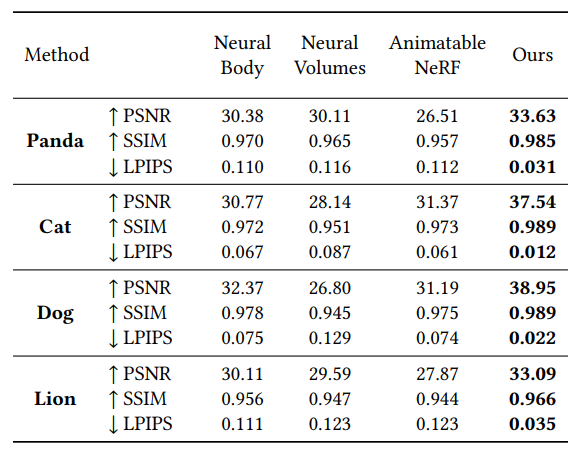 Method Neural Body Neural Volumes Animatable NeRF Ours
Panda ↑ PSNR 30.38 30.11 26.51 33.63
↑ SSIM 0.970 0.965 0.957 0.985
↓ LPIPS 0.110 0.116 0.112 0.031
Cat ↑ PSNR 30.77 28.14 31.37 37.54
↑ SSIM 0.972 0.951 0.973 0.989
↓ LPIPS 0.067 0.087 0.061 0.012
Dog ↑ PSNR 32.37 26.80 31.19 38.95
↑ SSIM 0.978 0.945 0.975 0.989
↓ LPIPS 0.075 0.129 0.074 0.022
Lion ↑ PSNR 30.11 29.59 27.87 33.09
↑ SSIM 0.956 0.947 0.944 0.966
↓ LPIPS 0.111 0.123 0.123 0.035